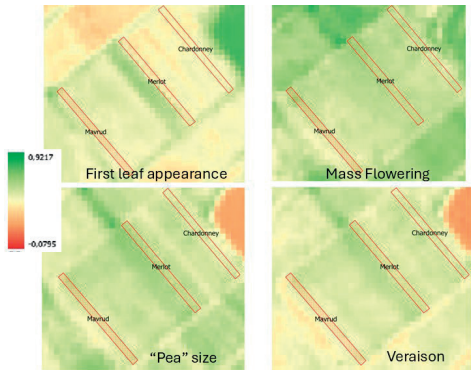 Chardonney
Merlot
Mavrud
First leaf appearance
Chardonney
Merlot
Mavrud
Mass Flowering
0,9217
-0.0795
Chardonney
Merlot
Mavrud
"Pea" size
Chardonney
Merlot
Mavrud
Veraison